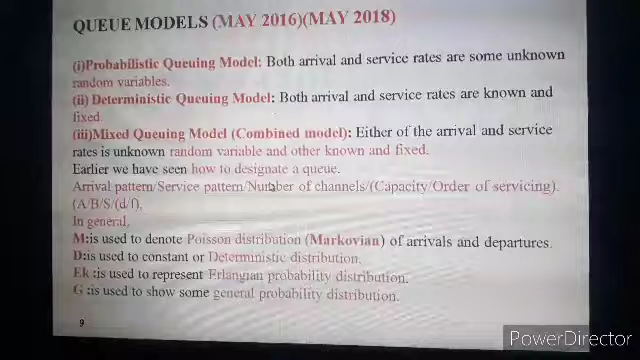 QUEUE MODELS (MAY 2016)(MAY 2018)
(i)Probabilistic Queuing Model: Both arrival and service rates are some unknown
random variables.
(ii) Deterministic Queuing Model: Both arrival and service rates are known and
fixed.
(iii)Mixed Queuing Model (Combined model): Either of the arrival and service
rates is unknown random variable and other known and fixed.
Earlier we have seen how to designate a queue.
Arrival pattern/Service pattern/Number of channels/(Capacity/Order of servicing).
(A/B/S/(d/f).
In general,
M:is used to denote Poisson distribution (Markovian) of arrivals and departures.
D:is used to constant or Deterministic distribution.
Ek :is used to represent Erlangian probability distribution.
G :is used to show some general probability distribution.
9
PowerDirector